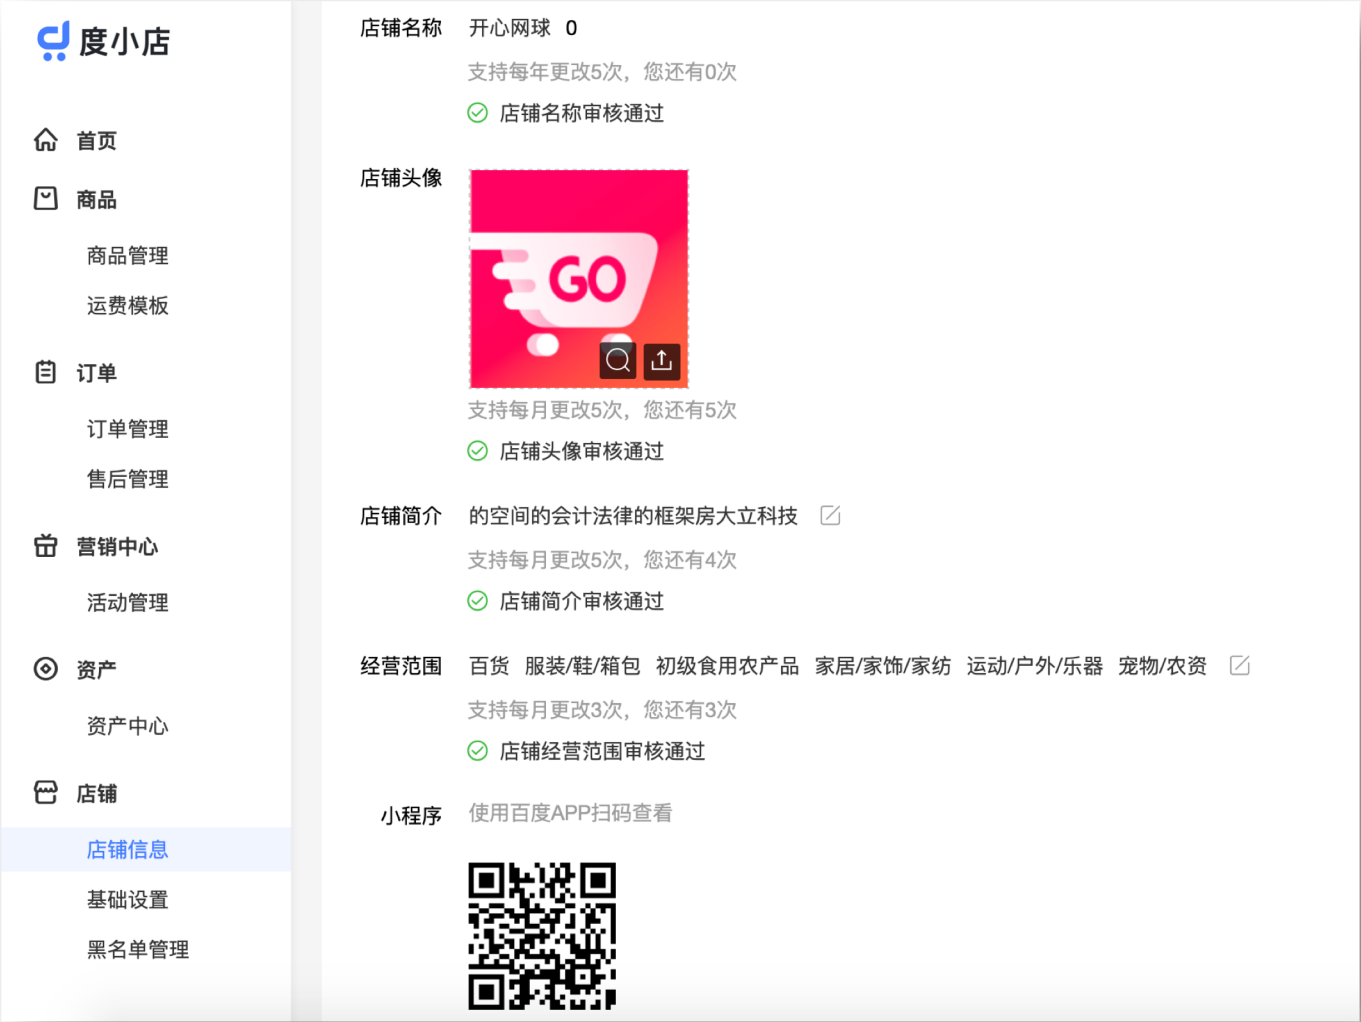 度小店
首页
商品
商品管理
运费模板
订单
订单管理
售后管理
营销中心
活动管理
资产
资产中心
店铺
店铺信息
基础设置
黑名单管理
店铺名称 开心网球 0
支持每年更改5次，您还有0次
店铺名称审核通过
店铺头像
GO
支持每月更改5次，您还有5次
店铺头像审核通过
店铺简介 的空间的会计法律的框架房大立科技
支持每月更改5次，您还有4次
店铺简介审核通过
经营范围 百货 服装/鞋/箱包 初级食用农产品 家居/家饰/家纺 运动/户外/乐器 宠物/农资
支持每月更改3次，您还有3次
店铺经营范围审核通过
小程序 使用百度APP扫码查看